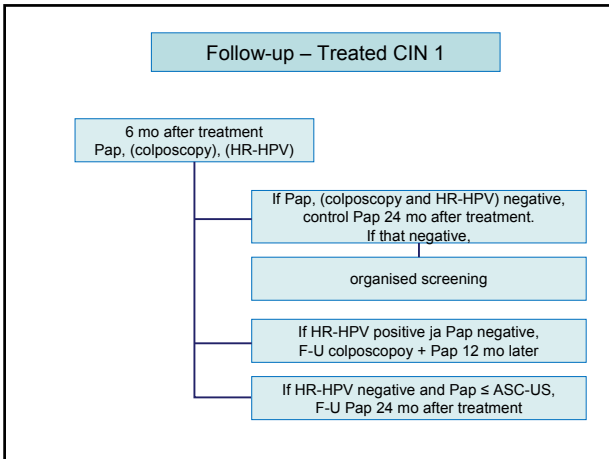 Follow-up – Treated CIN 1
6 mo after treatment
Pap, (colposcopy), (HR-HPV)
If Pap, (colposcopy and HR-HPV) negative,
control Pap 24 mo after treatment.
If that negative,
organised screening
If HR-HPV positive ja Pap negative,
F-U colposcopoy + Pap 12 mo later
If HR-HPV negative and Pap ≤ ASC-US,
F-U Pap 24 mo after treatment